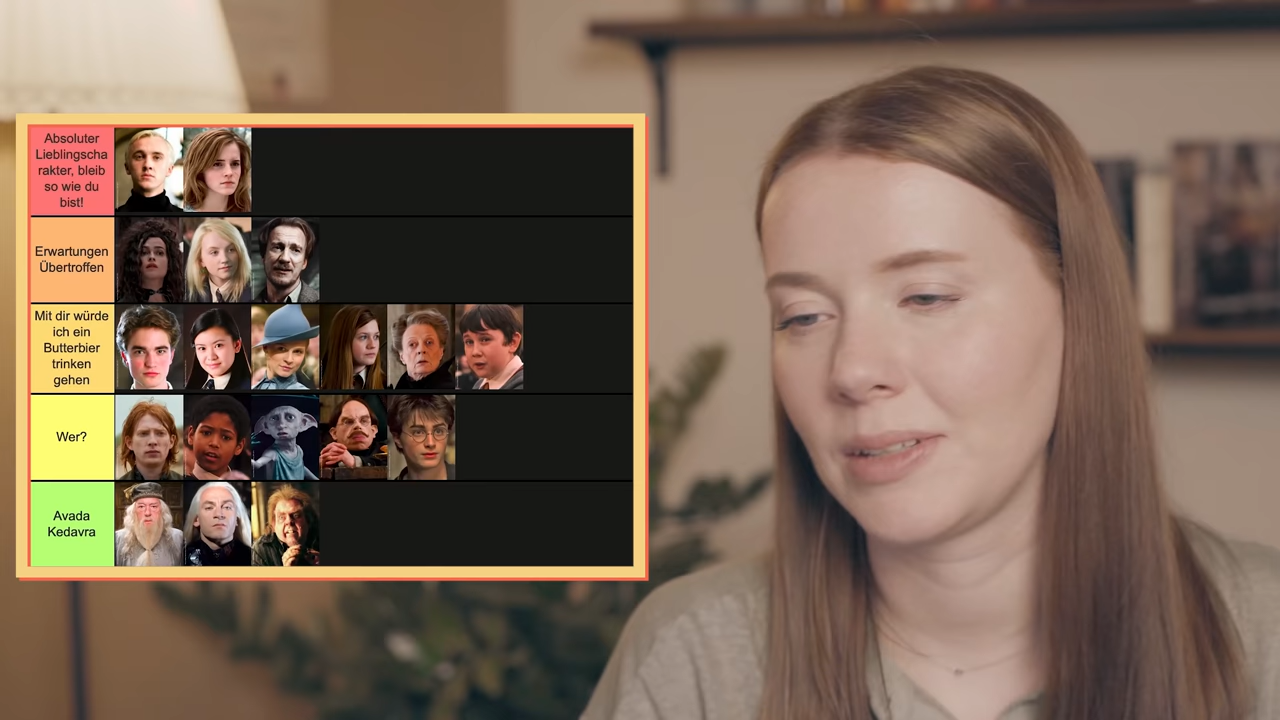 Absoluter
Lieblingscha
rakter, bleib
so wie du
bist!
Erwartungen
Übertroffen
Mit dir würde
ich ein
Butterbier
trinken
gehen
Wer?
Avada
Kedavra